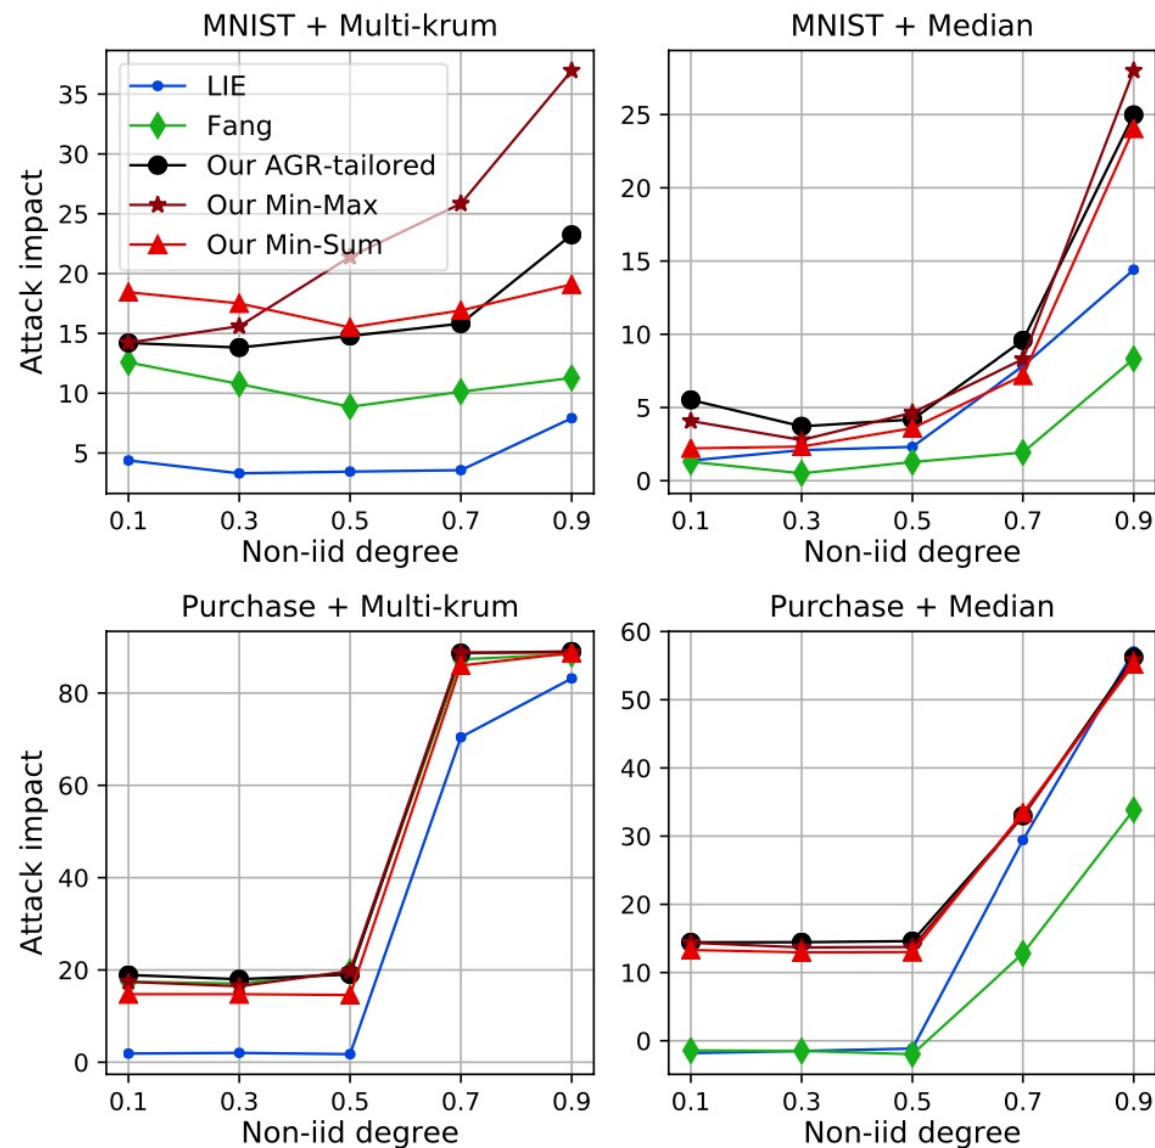 MNIST + Multi-krum
Attack impact
35
30
25
20
15
10
5
LIE
Fang
Our AGR-tailored
Our Min-Max
Our Min-Sum
0.1 0.3 0.5 0.7 0.9
Non-iid degree
MNIST + Median
25
20
15
10
5
0
0.1 0.3 0.5 0.7 0.9
Non-iid degree
Purchase + Multi-krum
Attack impact
80
60
40
20
0
0.1 0.3 0.5 0.7 0.9
Non-iid degree
Purchase + Median
60
50
40
30
20
10
0
0.1 0.3 0.5 0.7 0.9
Non-iid degree